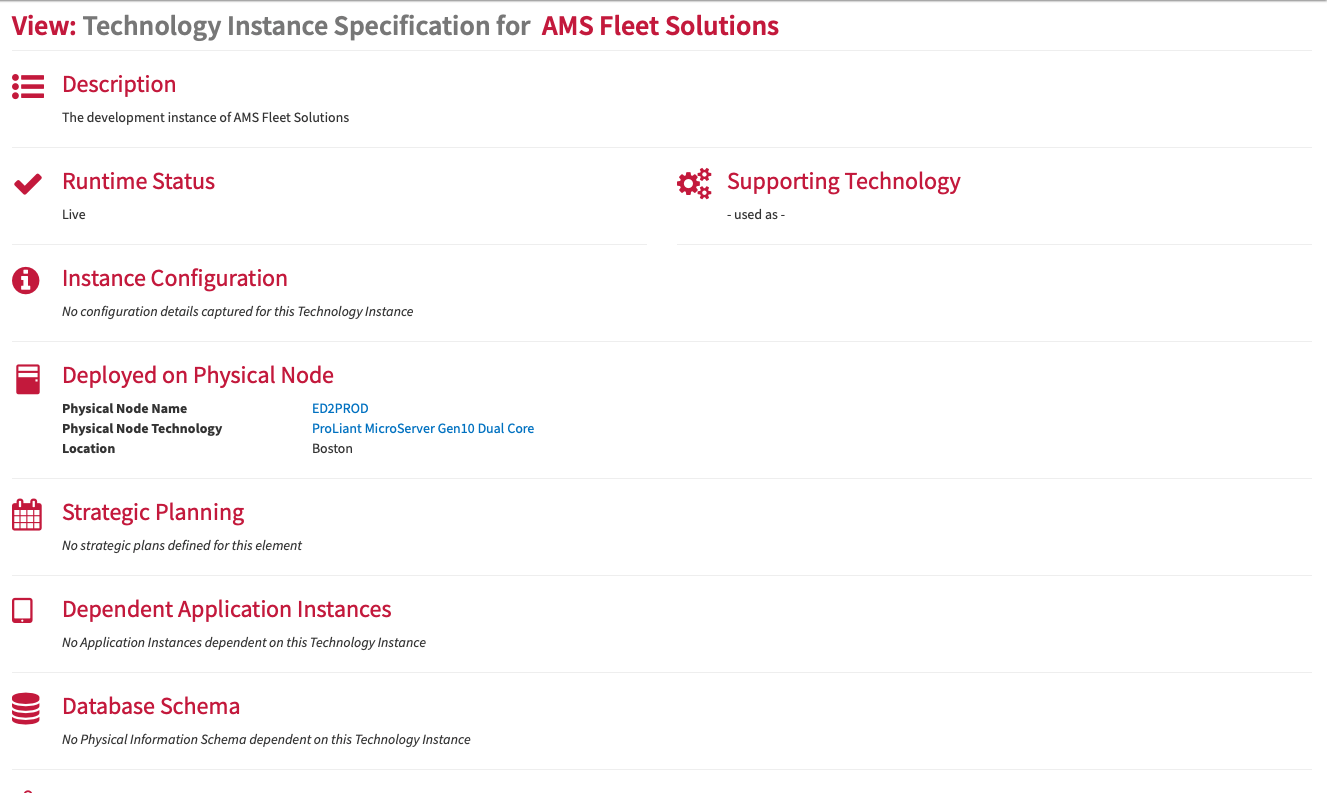 View: Technology Instance Specification for AMS Fleet Solutions
Description
The development instance of AMS Fleet Solutions
Runtime Status
Live
Supporting Technology
- used as -
Instance Configuration
No configuration details captured for this Technology Instance
Deployed on Physical Node
Physical Node Name ED2PROD
Physical Node Technology ProLiant MicroServer Gen10 Dual Core
Location Boston
Strategic Planning
No strategic plans defined for this element
Dependent Application Instances
No Application Instances dependent on this Technology Instance
Database Schema
No Physical Information Schema dependent on this Technology Instance